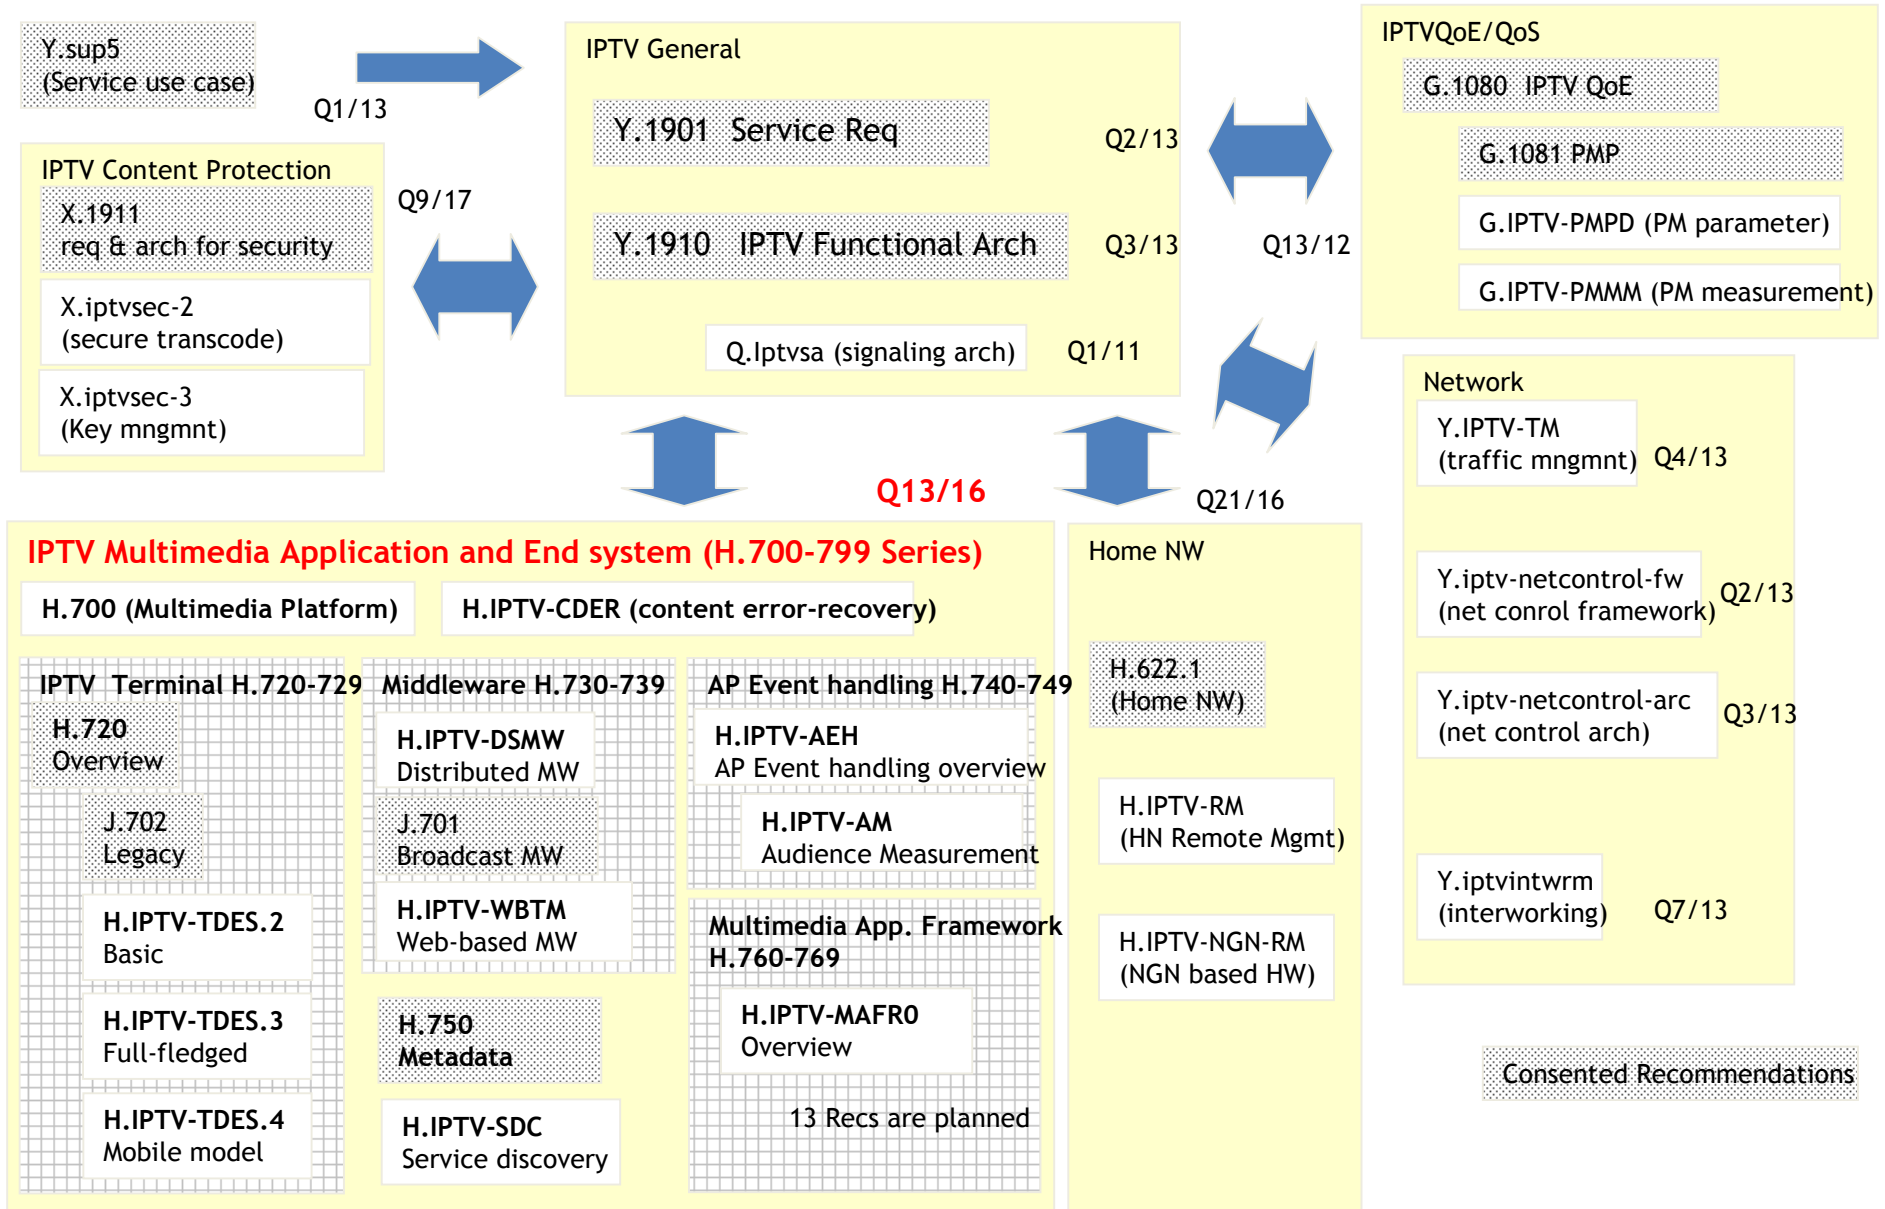 Y.sup5
(Service use case)
Q1/13
IPTV General
Y.1901 Service Req
Q2/13
Y.1910 IPTV Functional Arch
Q3/13
Q.Iptvsa (signaling arch)
Q1/11
IPTVQoE/QoS
G.1080 IPTV QoE
G.1081 PMP
G.IPTV-PMPD (PM parameter)
G.IPTV-PMMM (PM measurement)
Q13/12
IPTV Content Protection
X.1911
req & arch for security
X.iptvsec-2
(secure transcode)
X.iptvsec-3
(Key mngmnt)
Q9/17
Network
Y.IPTV-TM
(traffic mngmnt)
Q4/13
Y.iptv-netcontrol-fw
(net conrol framework)
Q2/13
Y.iptv-netcontrol-arc
(net control arch)
Q3/13
Y.iptvintwrm
(interworking)
Q7/13
Q13/16
Q21/16
IPTV Multimedia Application and End system (H.700-799 Series)
H.700 (Multimedia Platform)
H.IPTV-CDER (content error-recovery)
IPTV Terminal H.720-729
H.720
Overview
J.702
Legacy
H.IPTV-TDES.2
Basic
H.IPTV-TDES.3
Full-fledged
H.IPTV-TDES.4
Mobile model
Middleware H.730-739
H.IPTV-DSMW
Distributed MW
J.701
Broadcast MW
H.IPTV-WBTM
Web-based MW
H.750
Metadata
H.IPTV-SDC
Service discovery
AP Event handling H.740-749
H.IPTV-AEH
AP Event handling overview
H.IPTV-AM
Audience Measurement
Multimedia App. Framework
H.760-769
H.IPTV-MAFR0
Overview
13 Recs are planned
Home NW
H.622.1
(Home NW)
H.IPTV-RM
(HN Remote Mgmt)
H.IPTV-NGN-RM
(NGN based HW)
Consented Recommendations